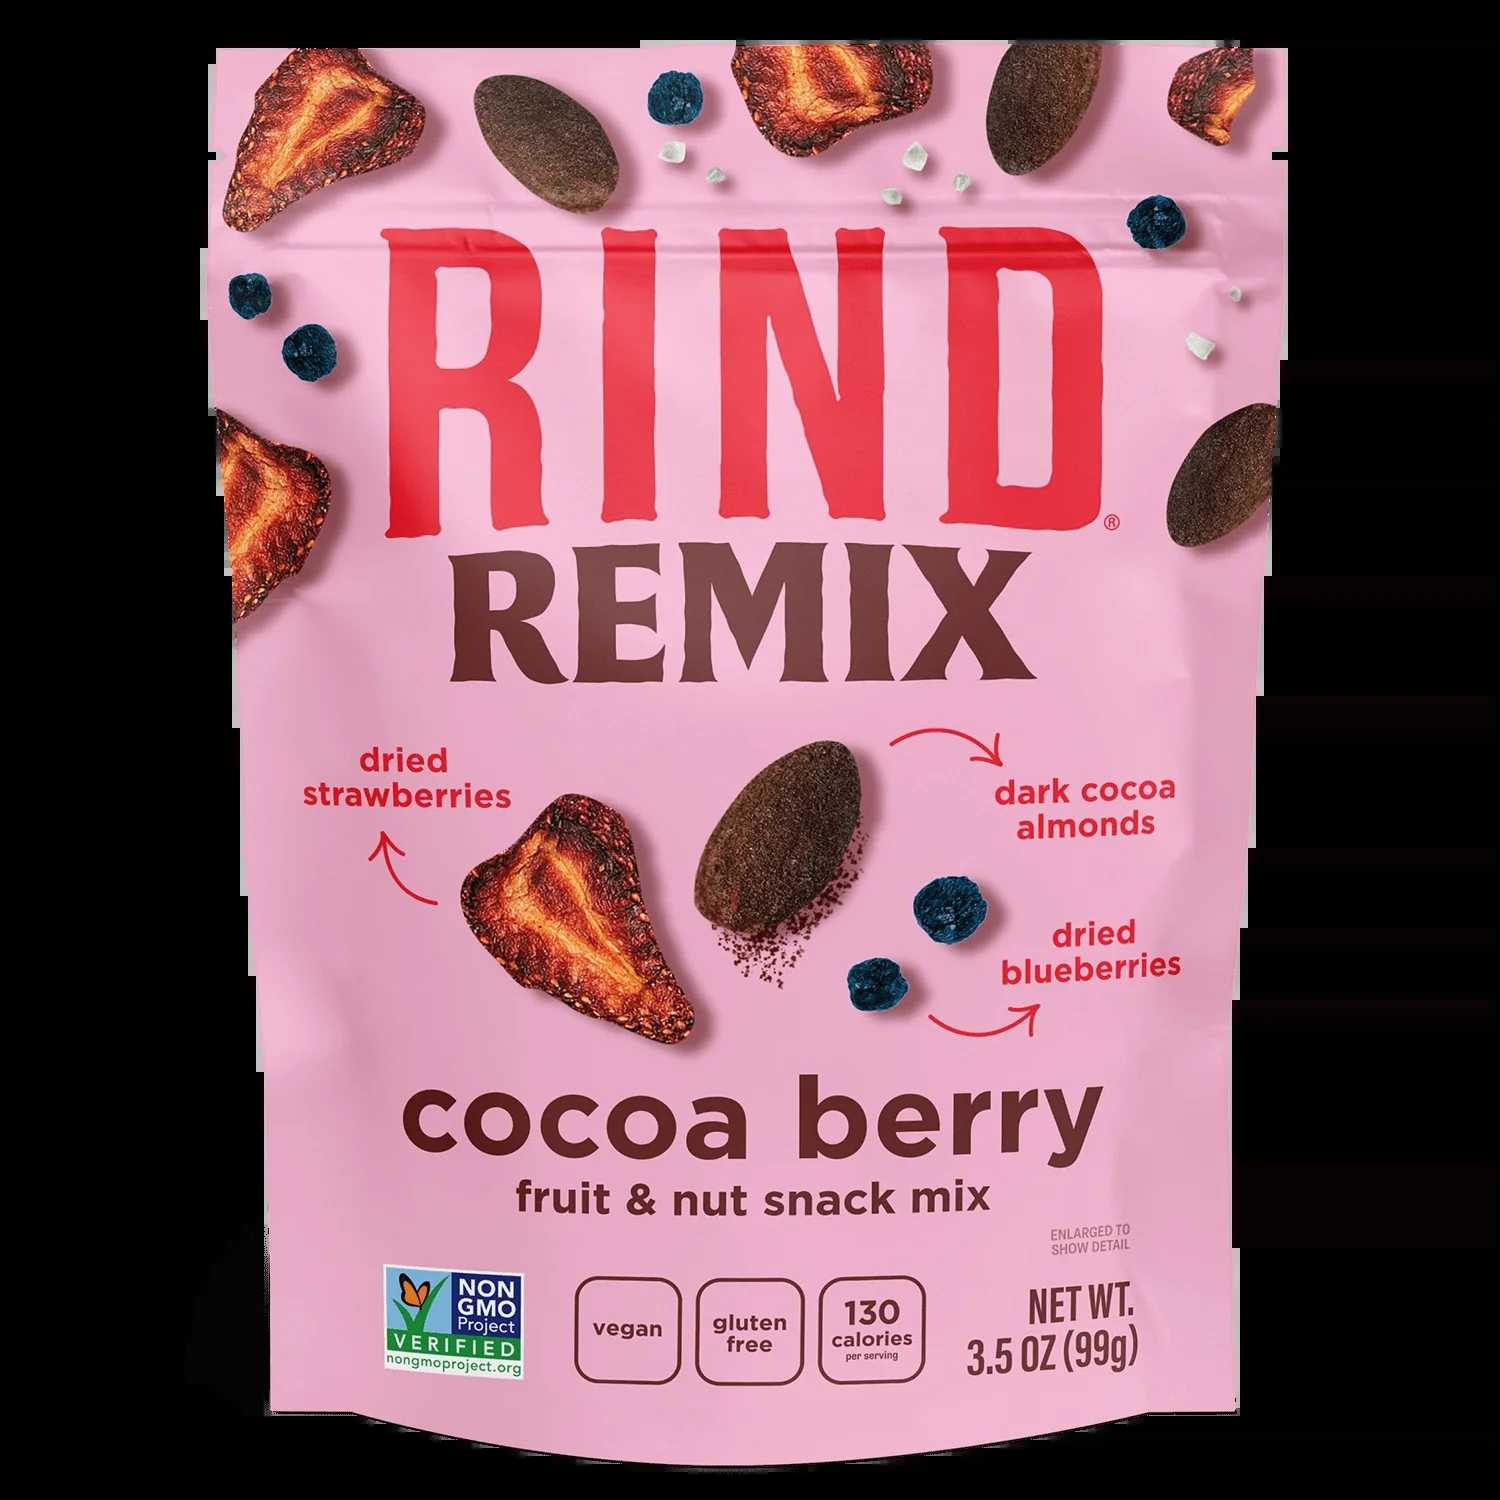 RIND®
REMIX
dried
strawberries
dark cocoa
almonds
dried
blueberries
cocoa berry
fruit & nut snack mix
ENLARGED TO
SHOW DETAIL
NON
GMO
Project
VERIFIED
nongmoproject.org
vegan
gluten
free
130
calories
per serving
NET WT.
3.5 OZ (99g)